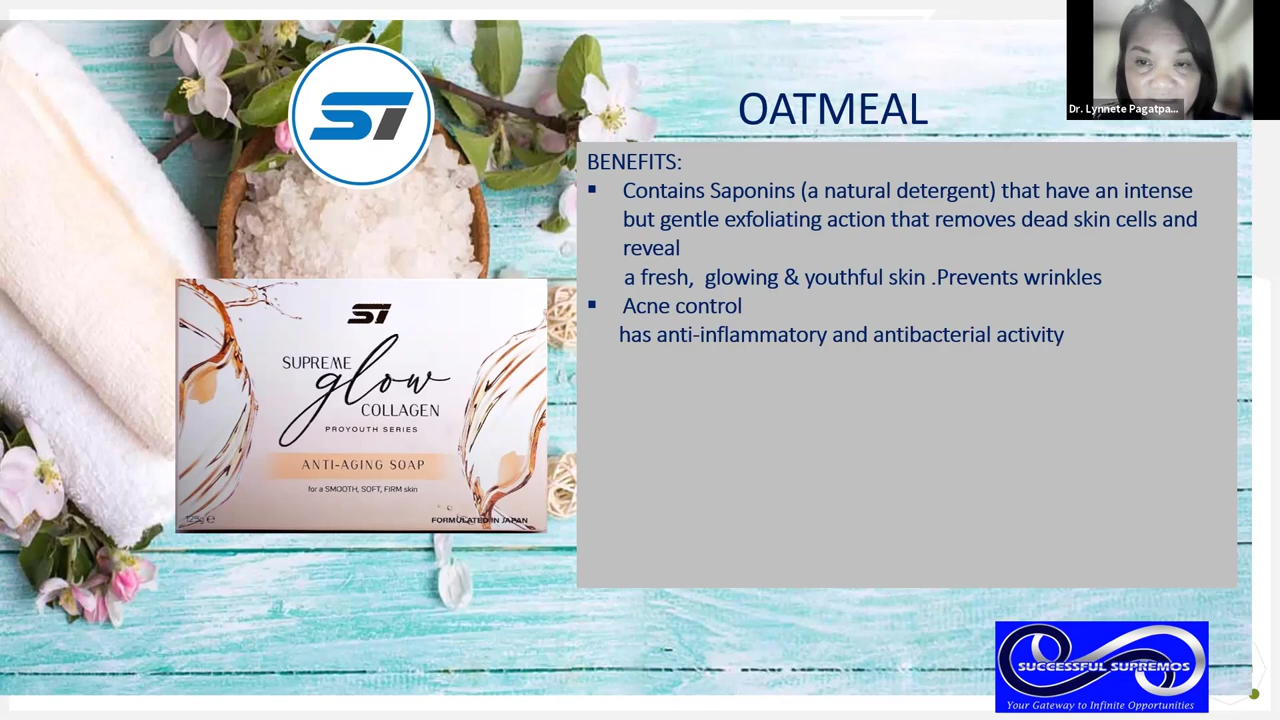 ST
OATMEAL
Dr. Lynnete Pagatpa...
BENEFITS:
▪ Contains Saponins (a natural detergent) that have an intense
but gentle exfoliating action that removes dead skin cells and
reveal
a fresh, glowing & youthful skin .Prevents wrinkles
▪ Acne control
has anti-inflammatory and antibacterial activity
ST
SUPREME
glow
COLLAGEN
PROYOUTH SERIES
ANTI-AGING SOAP
for a SMOOTH, SOFT, FIRM skin
125g ℮
FORMULATED IN JAPAN
SUCCESSFUL SUPREMOS
Your Gateway to Infinite Opportunities